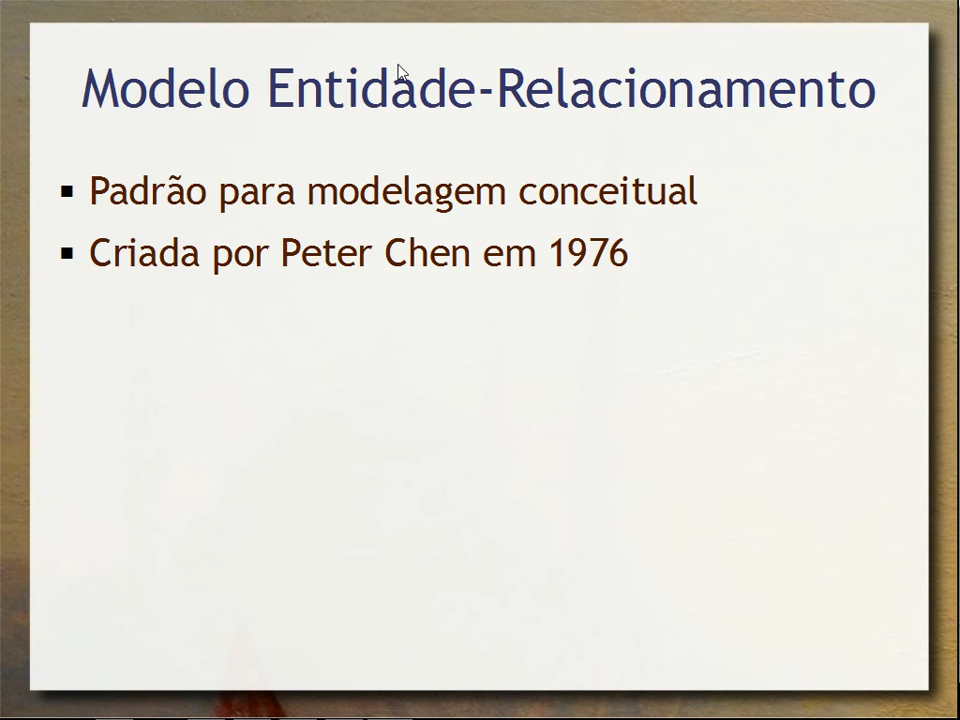 Modelo Entidade-Relacionamento
▪ Padrão para modelagem conceitual
▪ Criada por Peter Chen em 1976